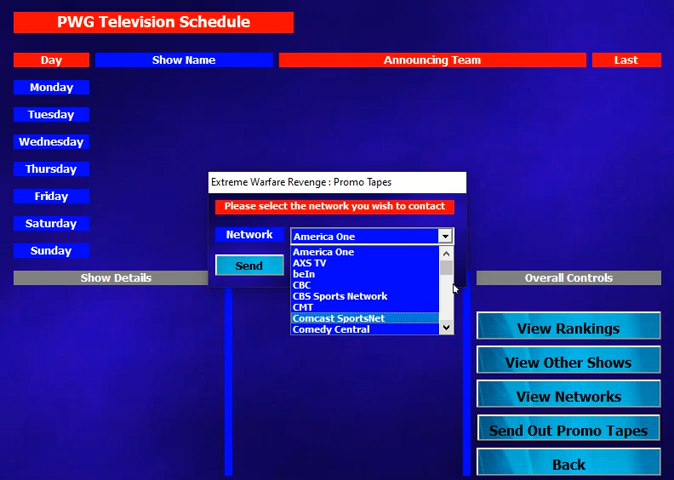 PWG Television Schedule
Day Show Name Announcing Team Last
Monday
Tuesday
Wednesday
Thursday
Friday
Saturday
Sunday
Extreme Warfare Revenge : Promo Tapes
Please select the network you wish to contact
Network America One
Send
America One
AXS TV
beIn
CBC
CBS Sports Network
CMT
Comcast SportsNet
Comedy Central
Show Details
Overall Controls
View Rankings
View Other Shows
View Networks
Send Out Promo Tapes
Back